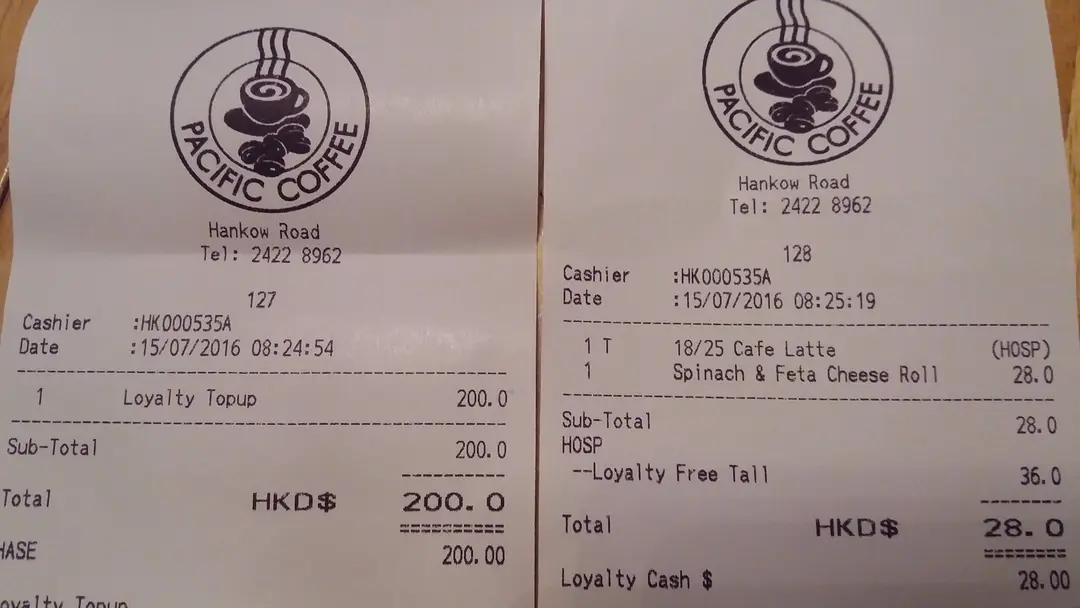 PACIFIC COFFEE
Hankow Road
Tel: 2422 8962
127
Cashier :HK000535A
Date :15/07/2016 08:24:54
1 Loyalty Topup 200.0
Sub-Total 200.0
Total HKD$ 200.0
HASE 200.00
oyalty Topup
PACIFIC COFFEE
Hankow Road
Tel: 2422 8962
128
Cashier :HK000535A
Date :15/07/2016 08:25:19
1 T 18/25 Cafe Latte (HOSP)
1 Spinach & Feta Cheese Roll 28.0
Sub-Total 28.0
HOSP
--Loyalty Free Tall 36.0
Total HKD$ 28.0
Loyalty Cash $ 28.00